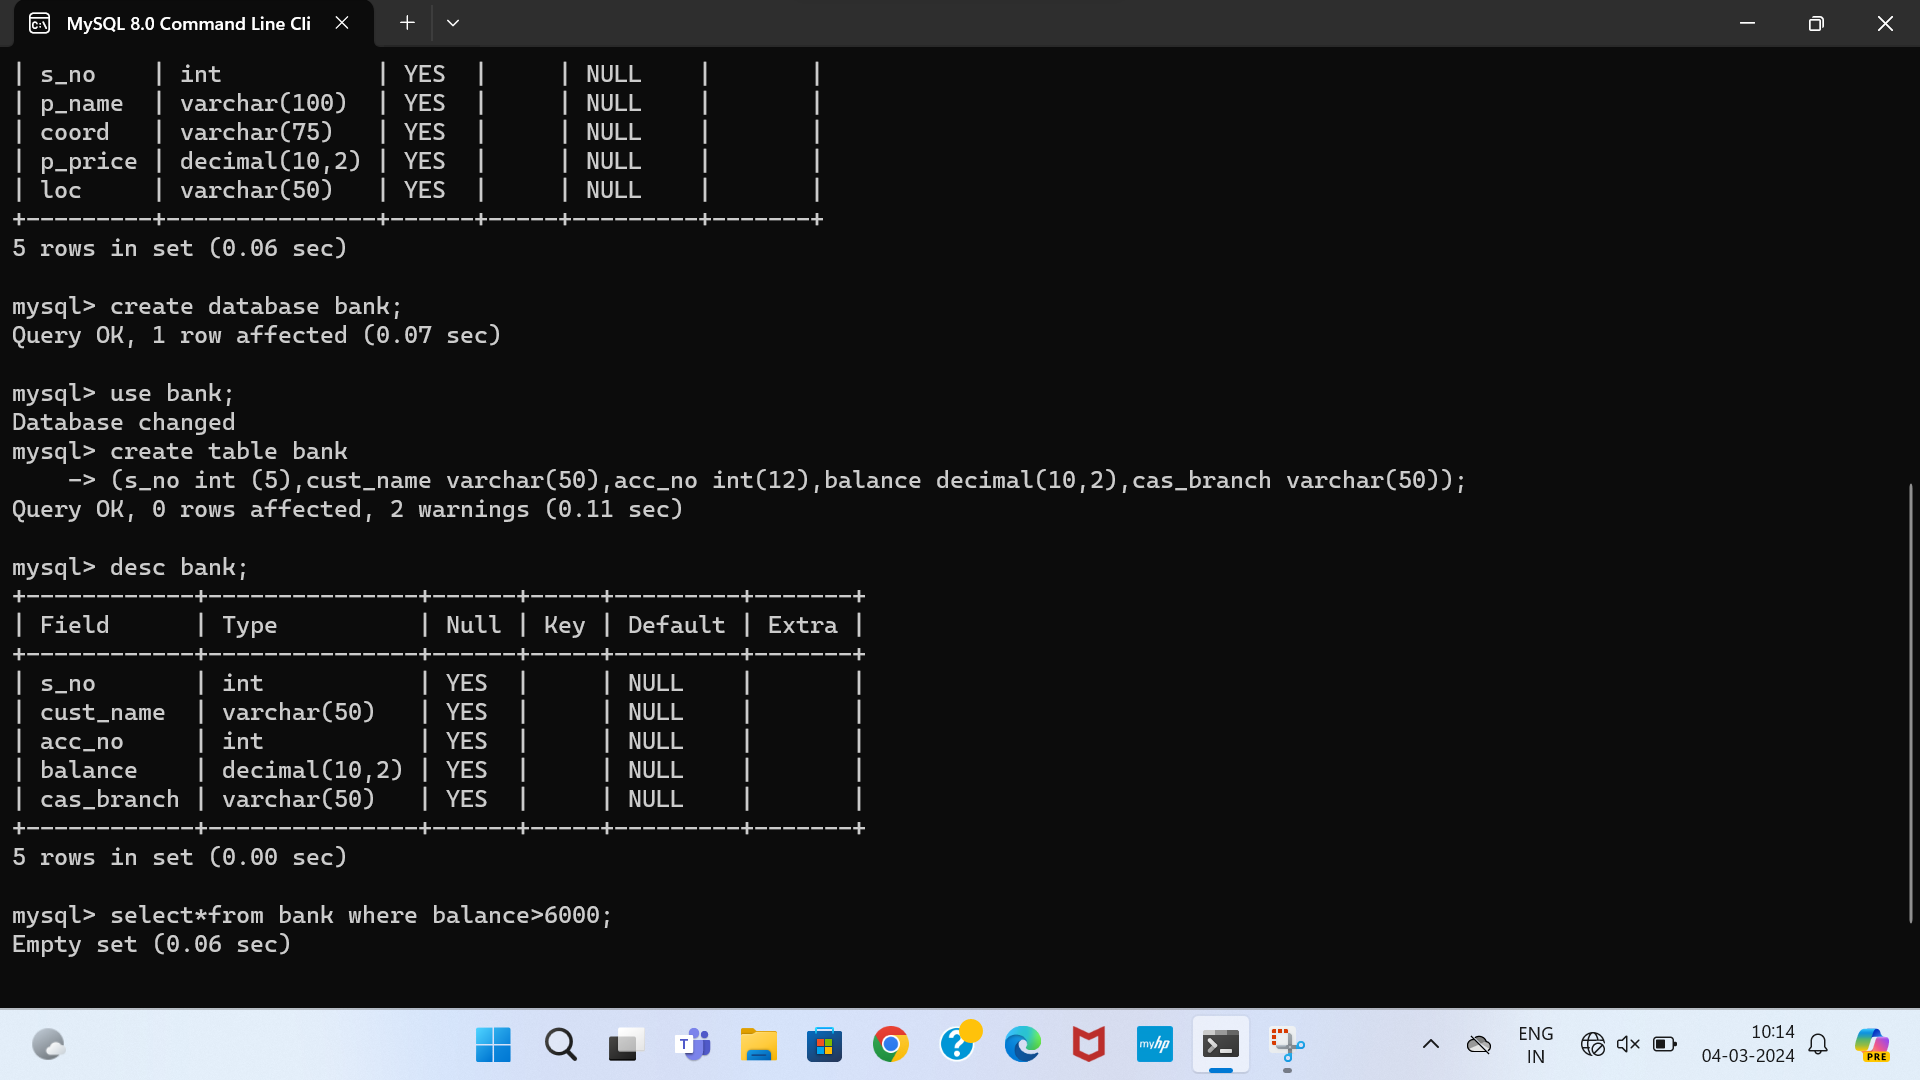 MySQL 8.0 Command Line Cli
| s_no    | int           | YES  |     | NULL    |       |
| p_name  | varchar(100)  | YES  |     | NULL    |       |
| coord   | varchar(75)   | YES  |     | NULL    |       |
| p_price | decimal(10,2) | YES  |     | NULL    |       |
| loc     | varchar(50)   | YES  |     | NULL    |       |
+---------+---------------+------+-----+---------+-------+
5 rows in set (0.06 sec)
mysql> create database bank;
Query OK, 1 row affected (0.07 sec)
mysql> use bank;
Database changed
mysql> create table bank
    -> (s_no int (5),cust_name varchar(50),acc_no int(12),balance decimal(10,2),cas_branch varchar(50));
Query OK, 0 rows affected, 2 warnings (0.11 sec)
mysql> desc bank;
+------------+---------------+------+-----+---------+-------+
| Field      | Type          | Null | Key | Default | Extra |
+------------+---------------+------+-----+---------+-------+
| s_no       | int           | YES  |     | NULL    |       |
| cust_name  | varchar(50)   | YES  |     | NULL    |       |
| acc_no     | int           | YES  |     | NULL    |       |
| balance    | decimal(10,2) | YES  |     | NULL    |       |
| cas_branch | varchar(50)   | YES  |     | NULL    |       |
+------------+---------------+------+-----+---------+-------+
5 rows in set (0.00 sec)
mysql> select*from bank where balance>6000;
Empty set (0.06 sec)
T
?
myhp
ENG
IN
10:14
04-03-2024
PRE